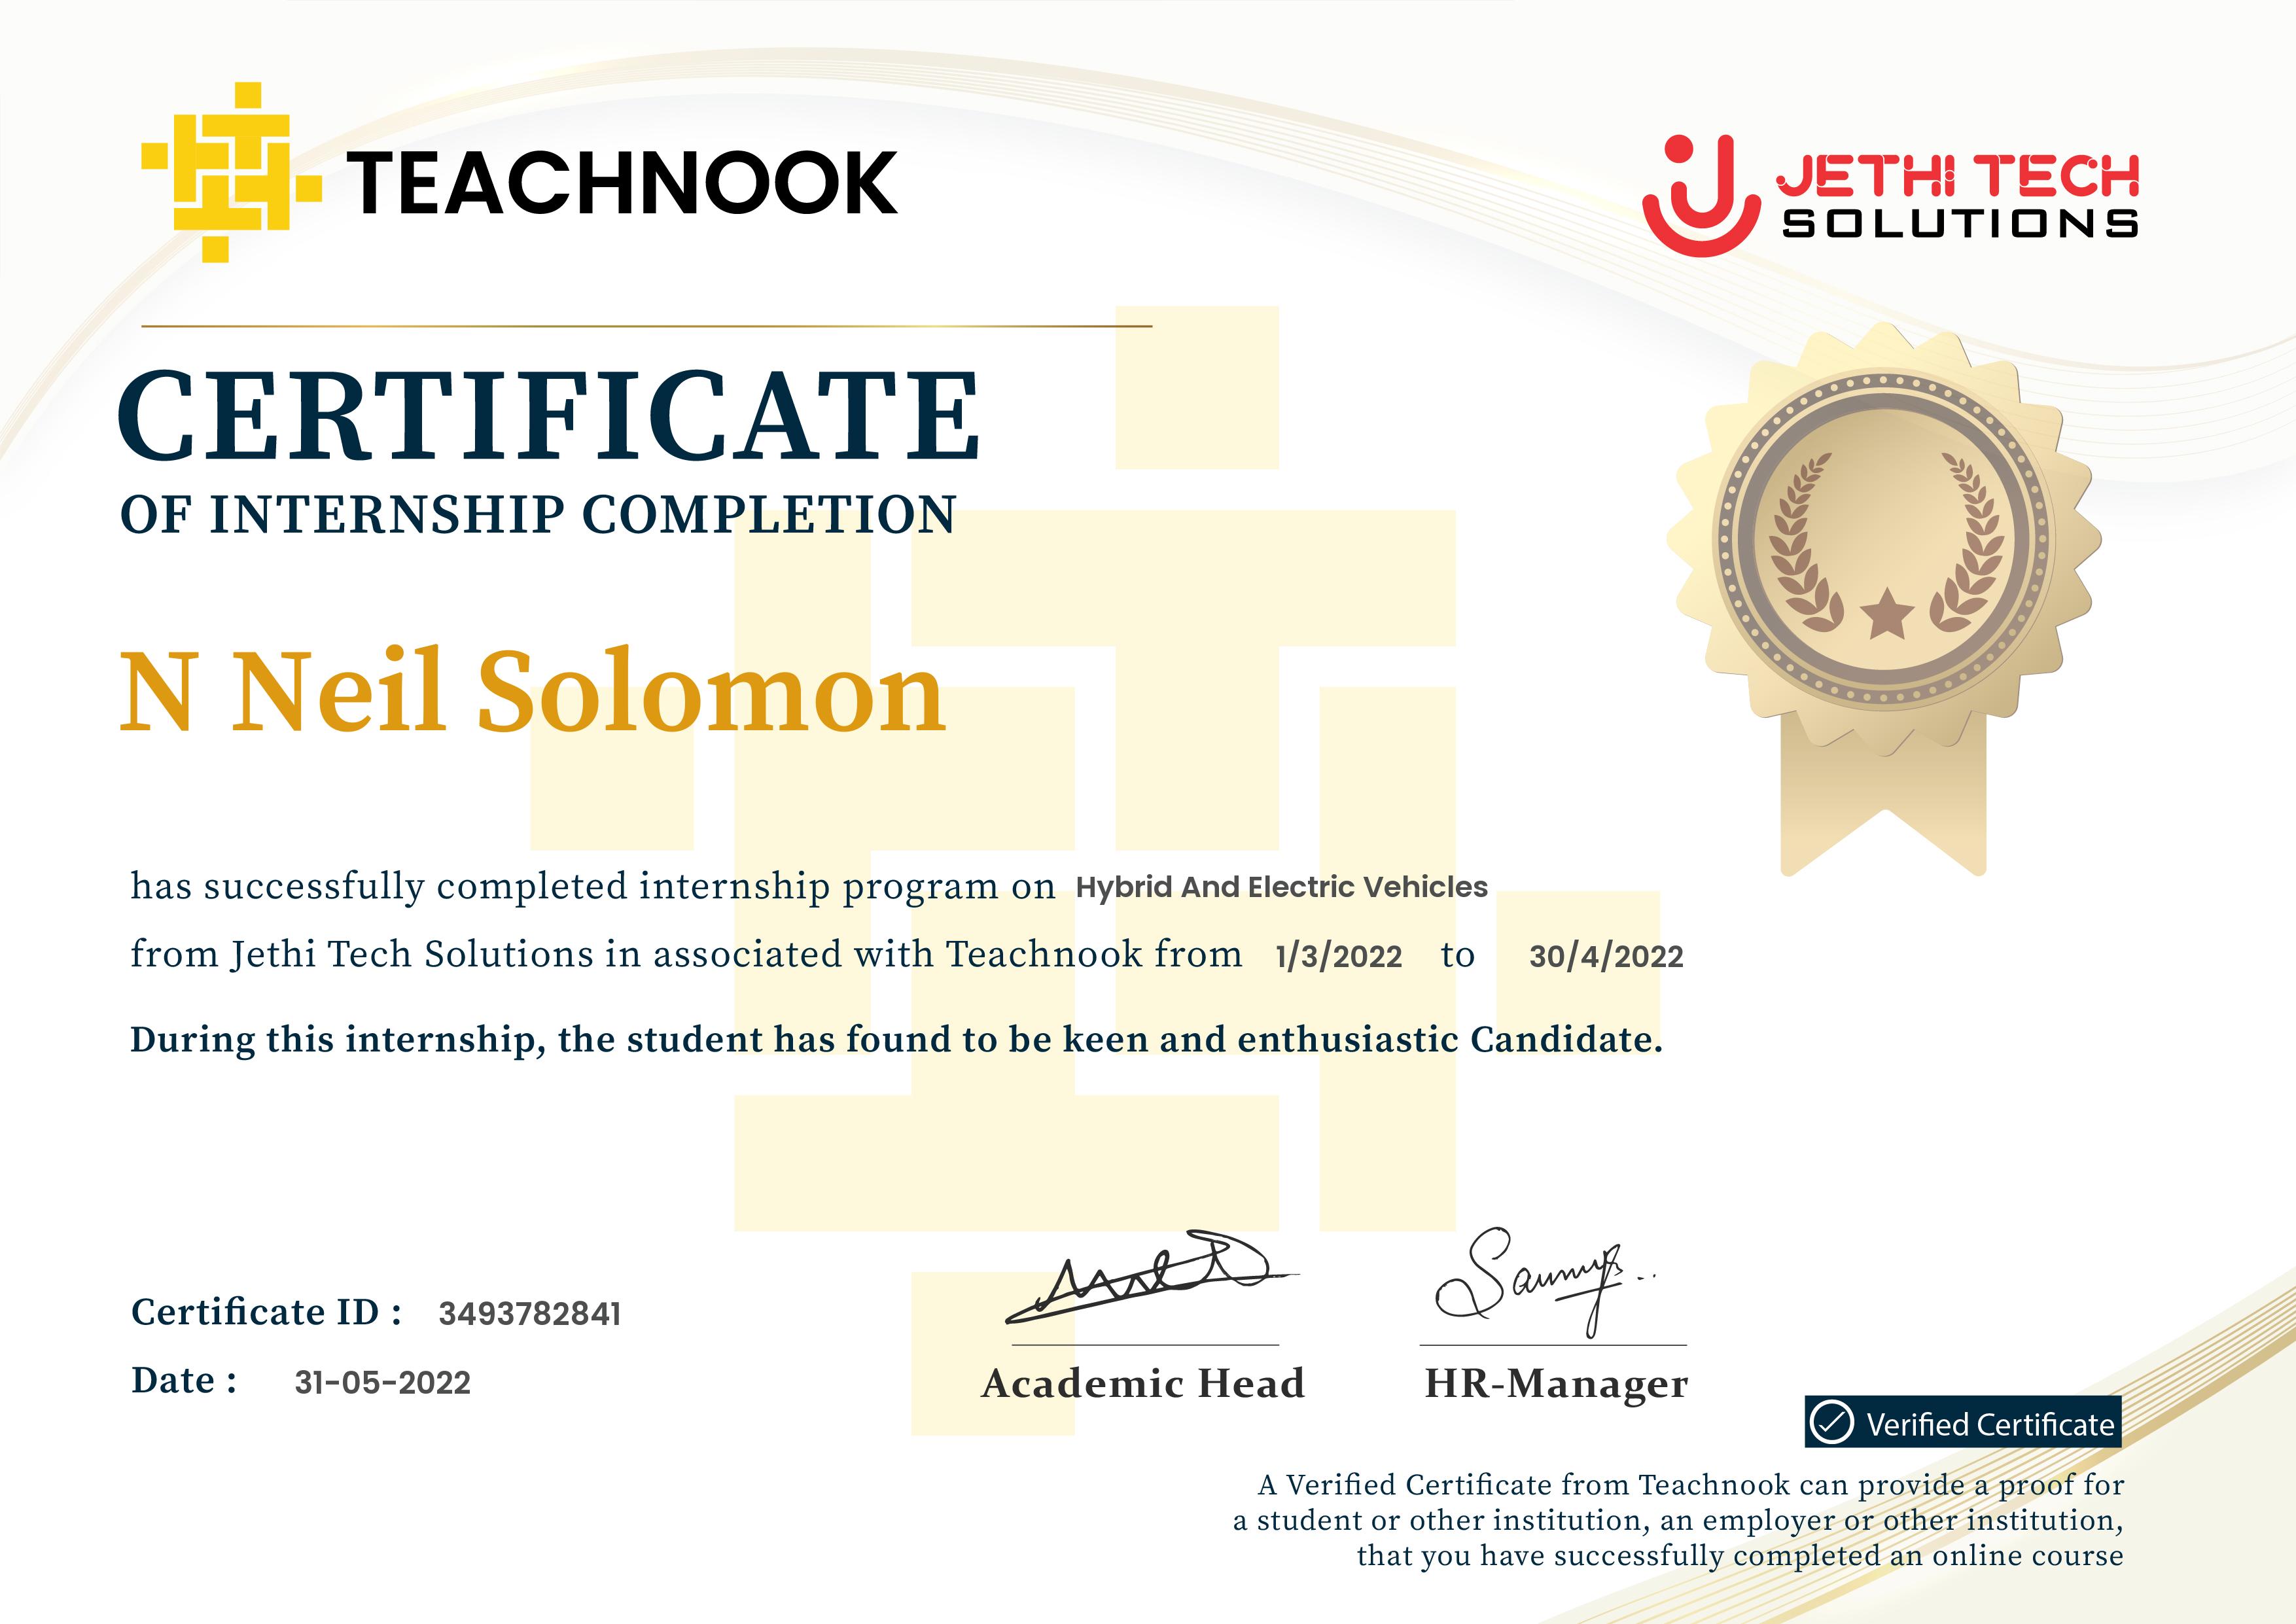 TEACHNOOK
JETHI TECH
SOLUTIONS
CERTIFICATE
OF INTERNSHIP COMPLETION
N Neil Solomon
has successfully completed internship program on Hybrid And Electric Vehicles
from Jethi Tech Solutions in associated with Teachnook from 1/3/2022 to 30/4/2022
During this internship, the student has found to be keen and enthusiastic Candidate.
Certificate ID : 3493782841
Date : 31-05-2022
Academic Head
HR-Manager
Verified Certificate
A Verified Certificate from Teachnook can provide a proof for
a student or other institution, an employer or other institution,
that you have successfully completed an online course